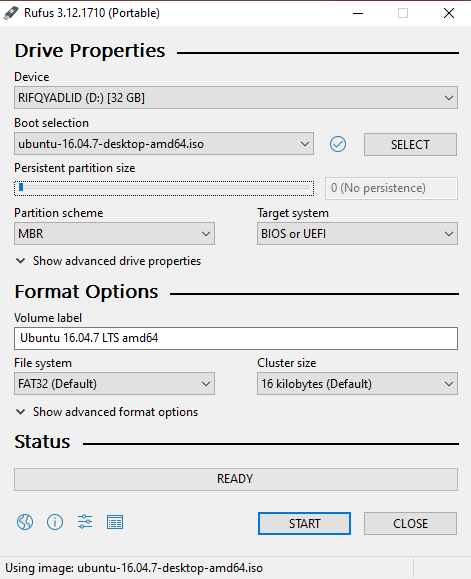 Rufus 3.12.1710 (Portable)
Drive Properties
Device
RIFQYADLID (D:) [32 GB]
Boot selection
ubuntu-16.04.7-desktop-amd64.iso
SELECT
Persistent partition size
0 (No persistence)
Partition scheme
Target system
MBR
BIOS or UEFI
Show advanced drive properties
Format Options
Volume label
Ubuntu 16.04.7 LTS amd64
File system
Cluster size
FAT32 (Default)
16 kilobytes (Default)
Show advanced format options
Status
READY
START
CLOSE
Using image: ubuntu-16.04.7-desktop-amd64.iso